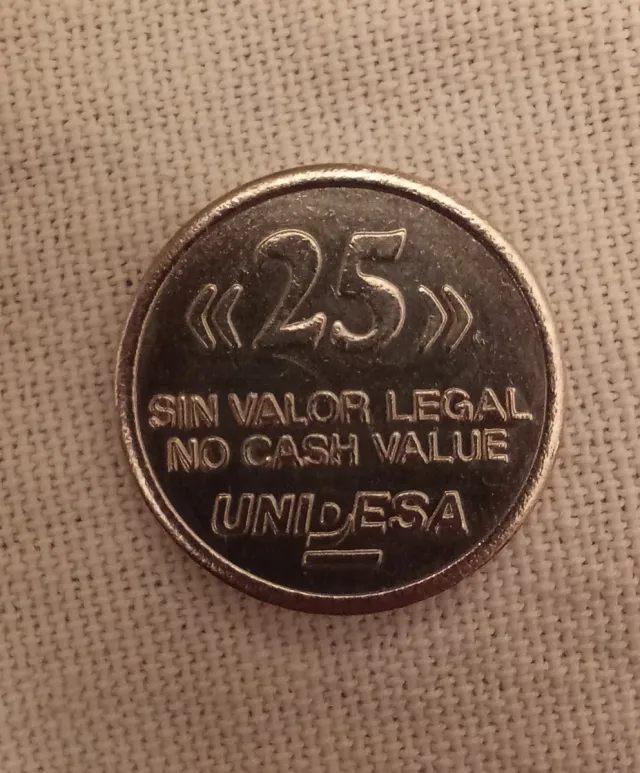 «25»
SIN VALOR LEGAL
NO CASH VALUE
UNIDESA